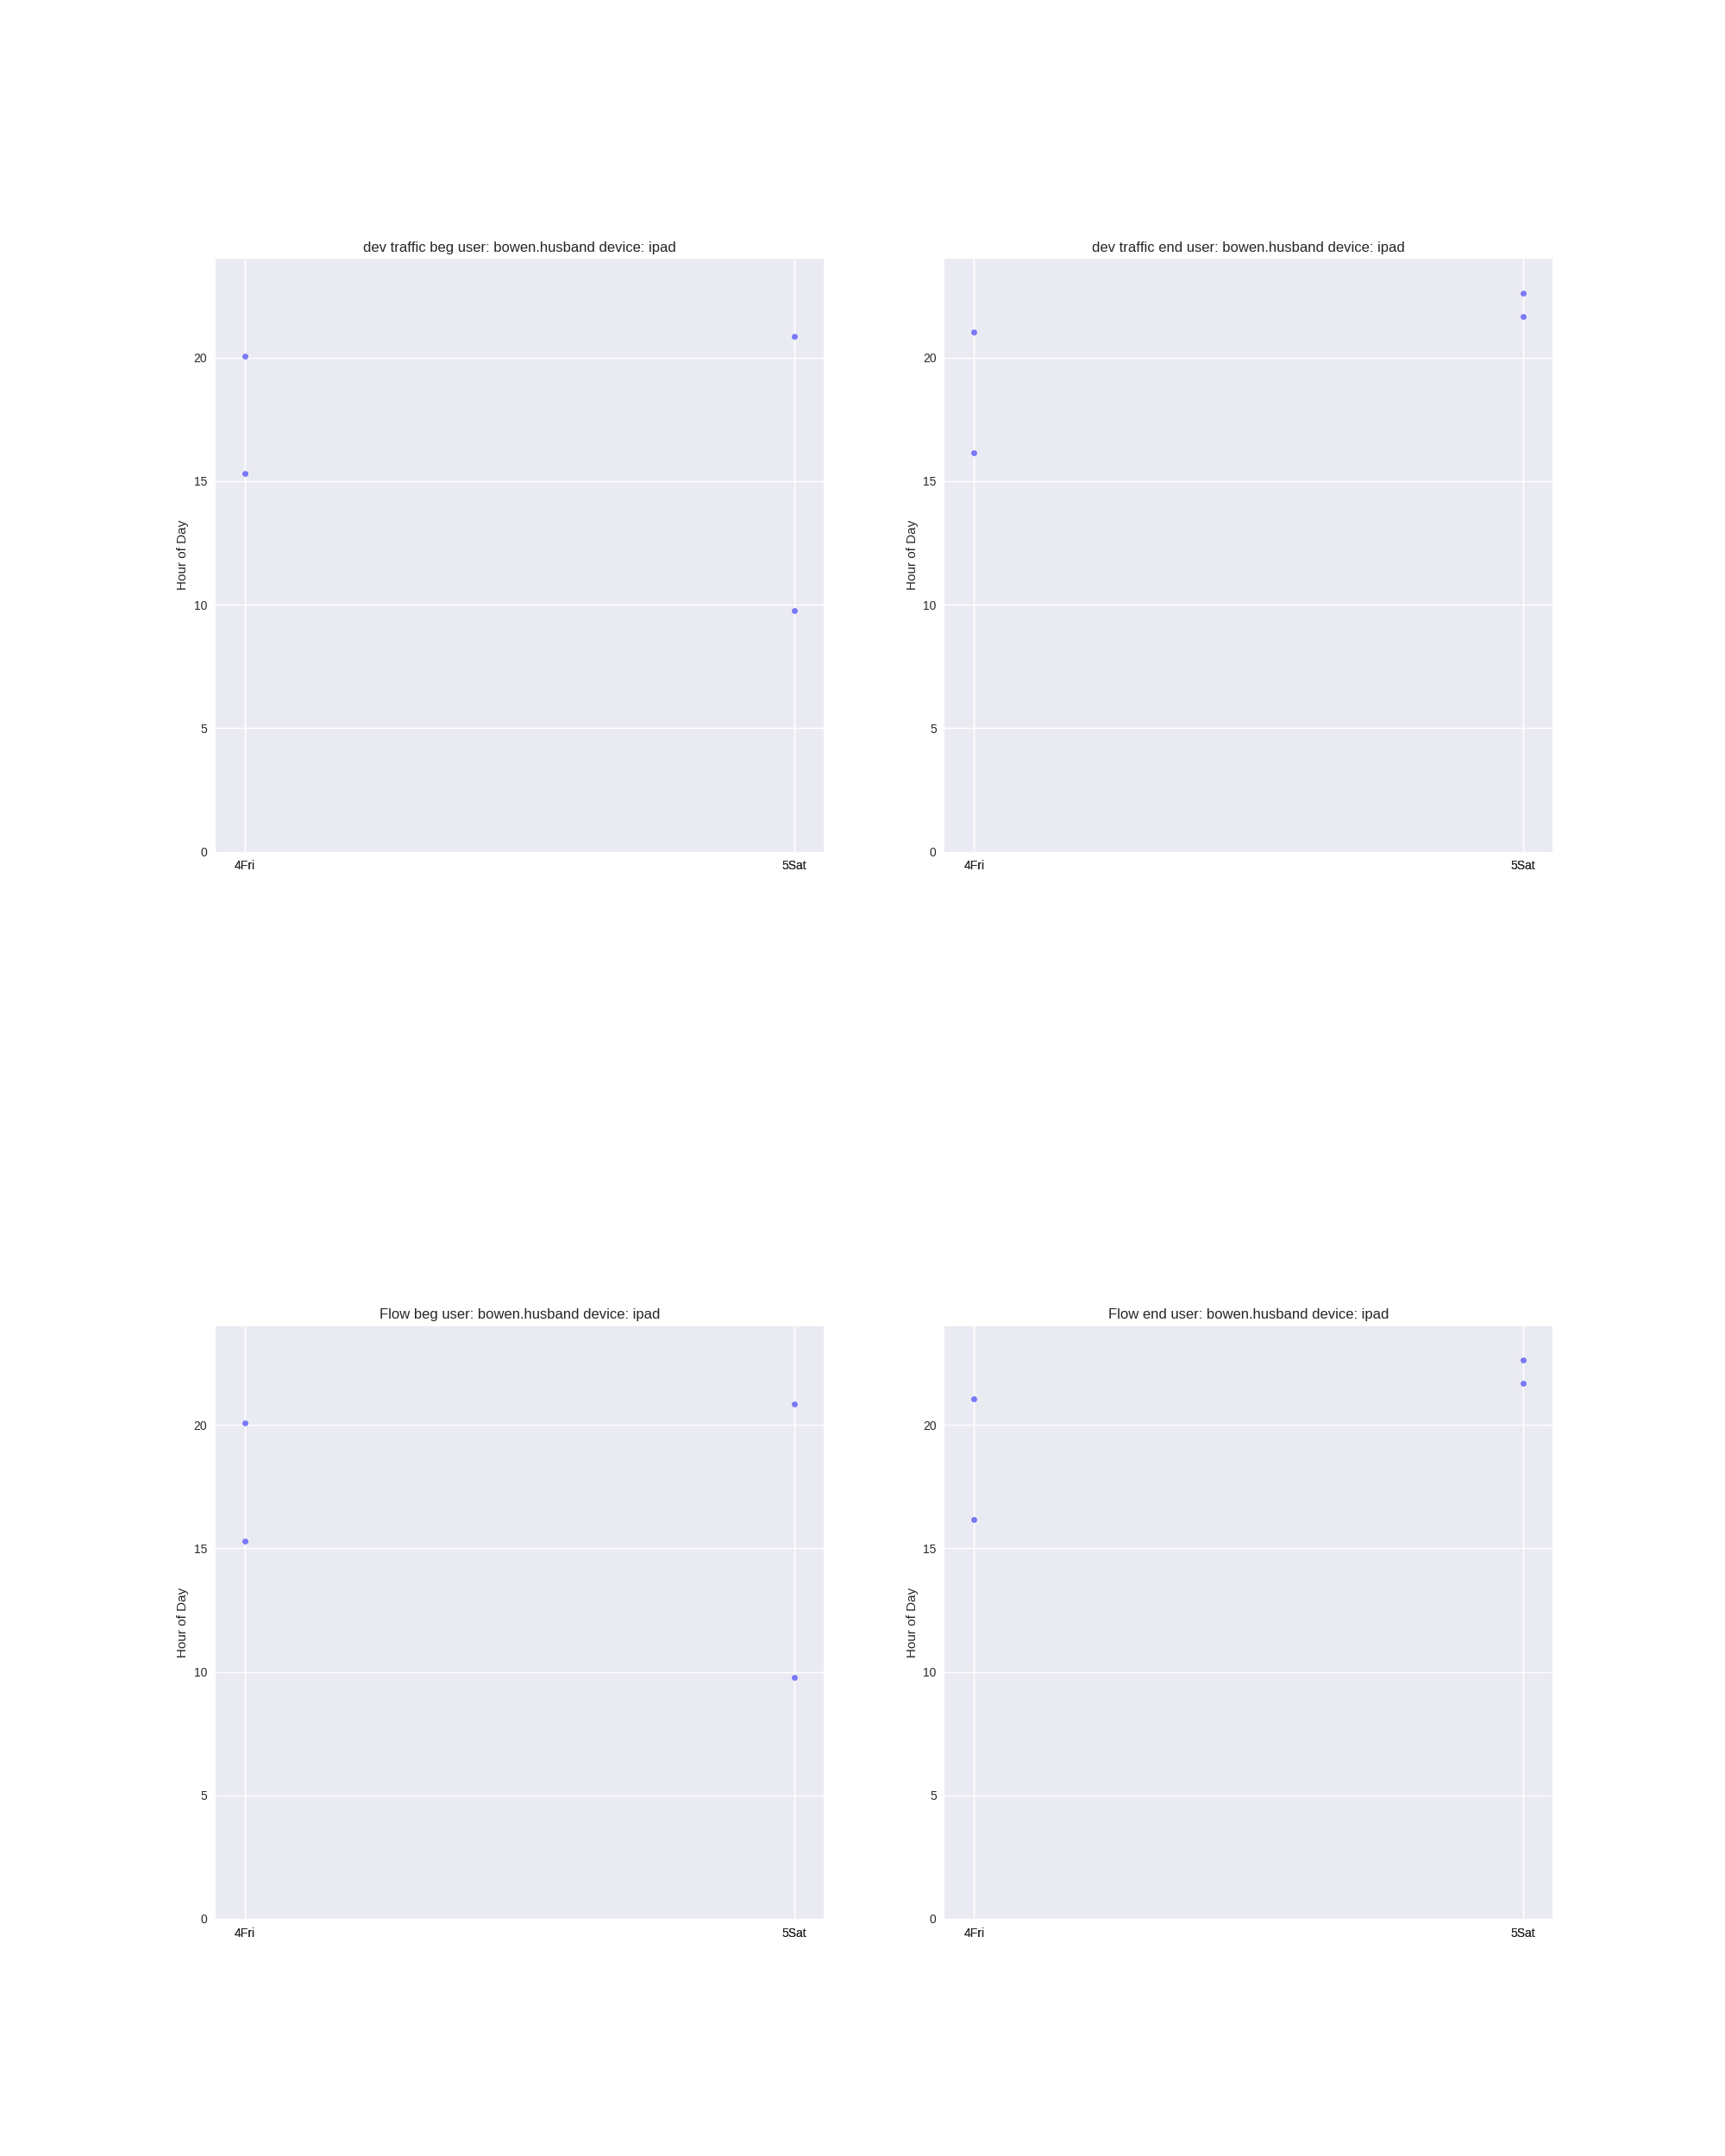 dev traffic beg user: bowen.husband device: ipad
Hour of Day
20
15
10
5
0
4Fri
5Sat
dev traffic end user: bowen.husband device: ipad
Hour of Day
20
15
10
5
0
4Fri
5Sat
Flow beg user: bowen.husband device: ipad
Hour of Day
20
15
10
5
0
4Fri
5Sat
Flow end user: bowen.husband device: ipad
Hour of Day
20
15
10
5
0
4Fri
5Sat